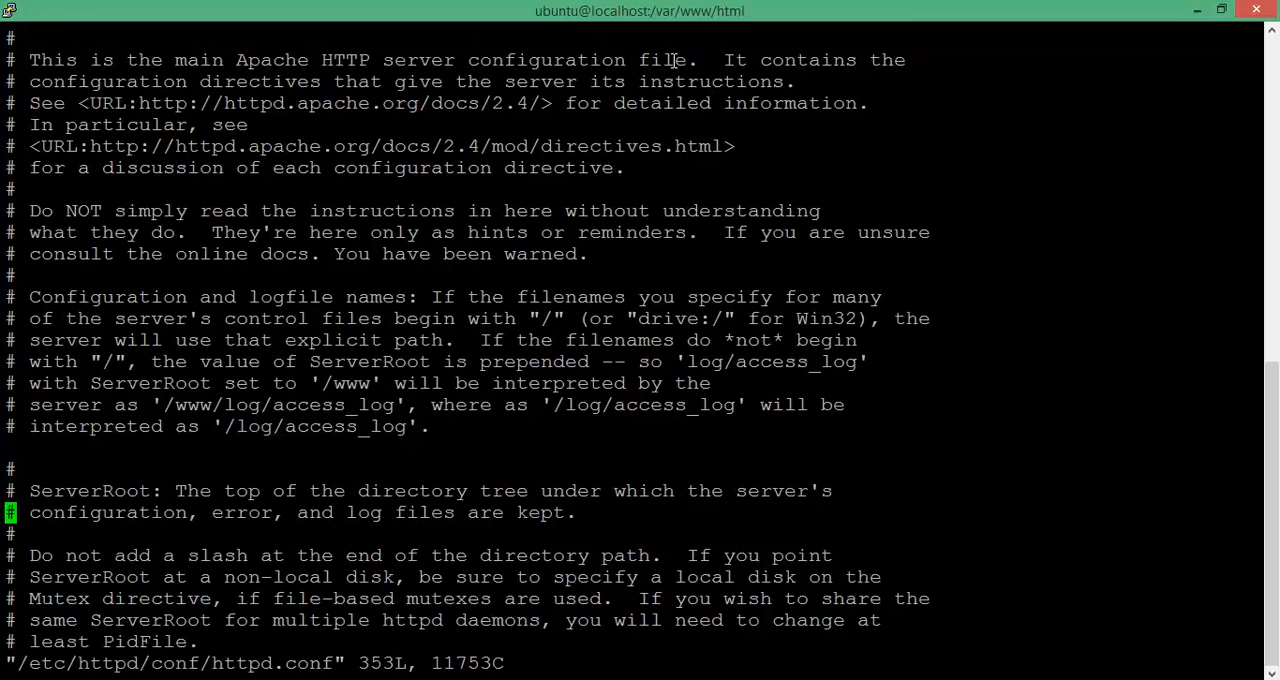 ubuntu@localhost:/var/www/html
#
# This is the main Apache HTTP server configuration file.  It contains the
# configuration directives that give the server its instructions.
# See <URL:http://httpd.apache.org/docs/2.4/> for detailed information.
# In particular, see
# <URL:http://httpd.apache.org/docs/2.4/mod/directives.html>
# for a discussion of each configuration directive.
#
# Do NOT simply read the instructions in here without understanding
# what they do.  They're here only as hints or reminders.  If you are unsure
# consult the online docs. You have been warned.
#
# Configuration and logfile names: If the filenames you specify for many
# of the server's control files begin with "/" (or "drive:/" for Win32), the
# server will use that explicit path.  If the filenames do *not* begin
# with "/", the value of ServerRoot is prepended -- so 'log/access_log'
# with ServerRoot set to '/www' will be interpreted by the
# server as '/www/log/access_log', where as '/log/access_log' will be
# interpreted as '/log/access_log'.
#
# ServerRoot: The top of the directory tree under which the server's
# configuration, error, and log files are kept.
#
# Do not add a slash at the end of the directory path.  If you point
# ServerRoot at a non-local disk, be sure to specify a local disk on the
# Mutex directive, if file-based mutexes are used.  If you wish to share the
# same ServerRoot for multiple httpd daemons, you will need to change at
# least PidFile.
"/etc/httpd/conf/httpd.conf" 353L, 11753C